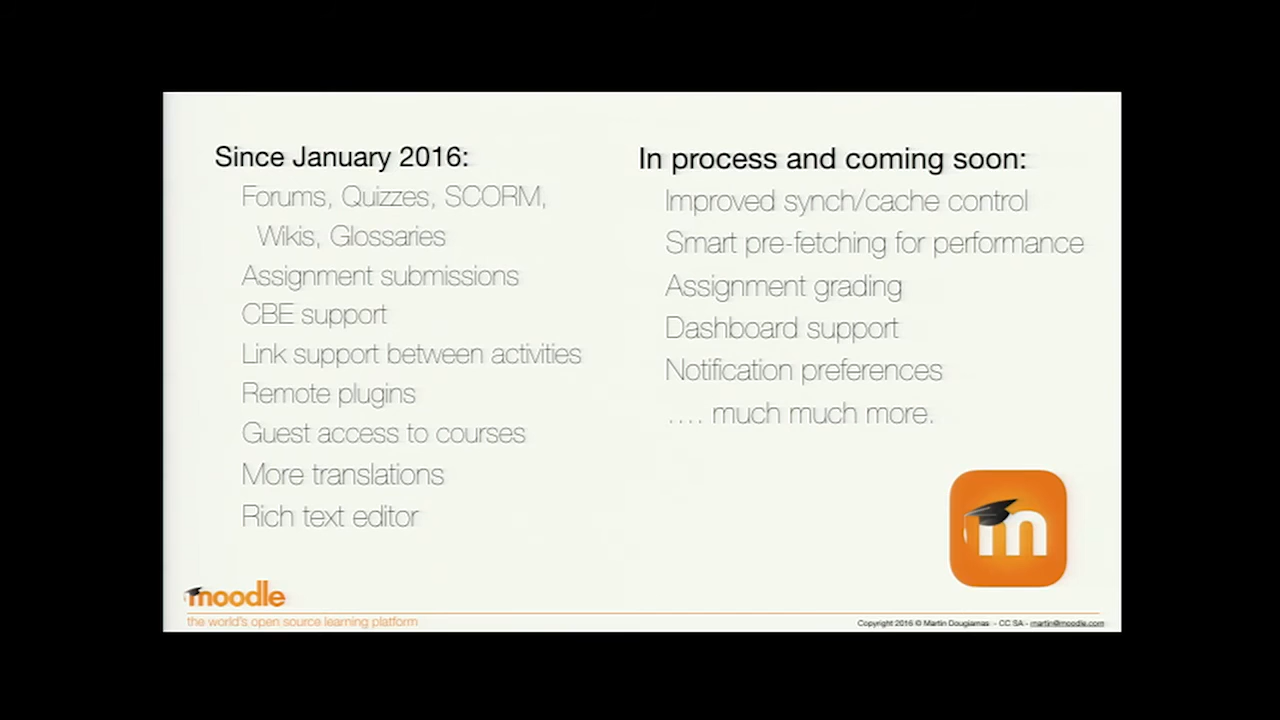 Since January 2016:
Forums, Quizzes, SCORM,
Wikis, Glossaries
Assignment submissions
CBE support
Link support between activities
Remote plugins
Guest access to courses
More translations
Rich text editor
In process and coming soon:
Improved synch/cache control
Smart pre-fetching for performance
Assignment grading
Dashboard support
Notification preferences
.... much much more.
m
moodle
the world's open source learning platform
Copyright 2016 © Martin Dougiamas - CC SA - martin@moodle.com